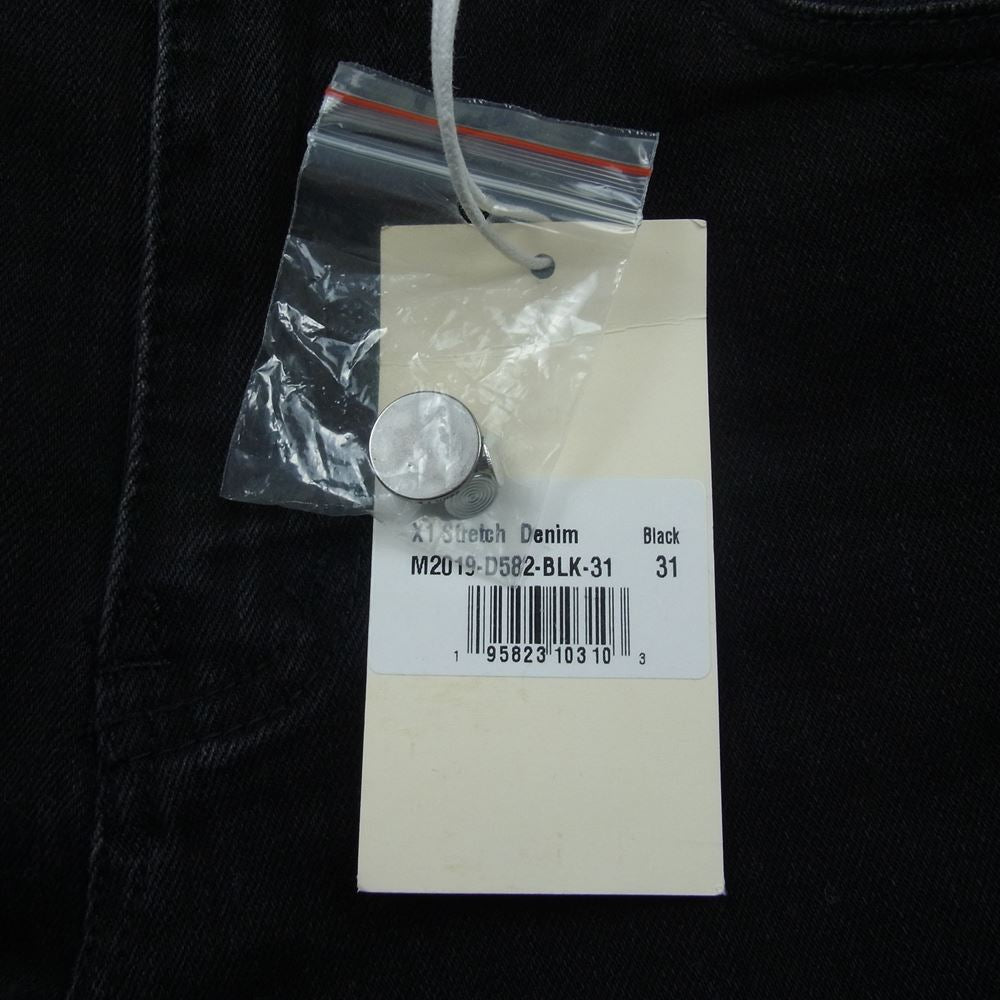 X1 Stretch Denim Black
M2019-D582-BLK-31 31
1 95823 10310 3